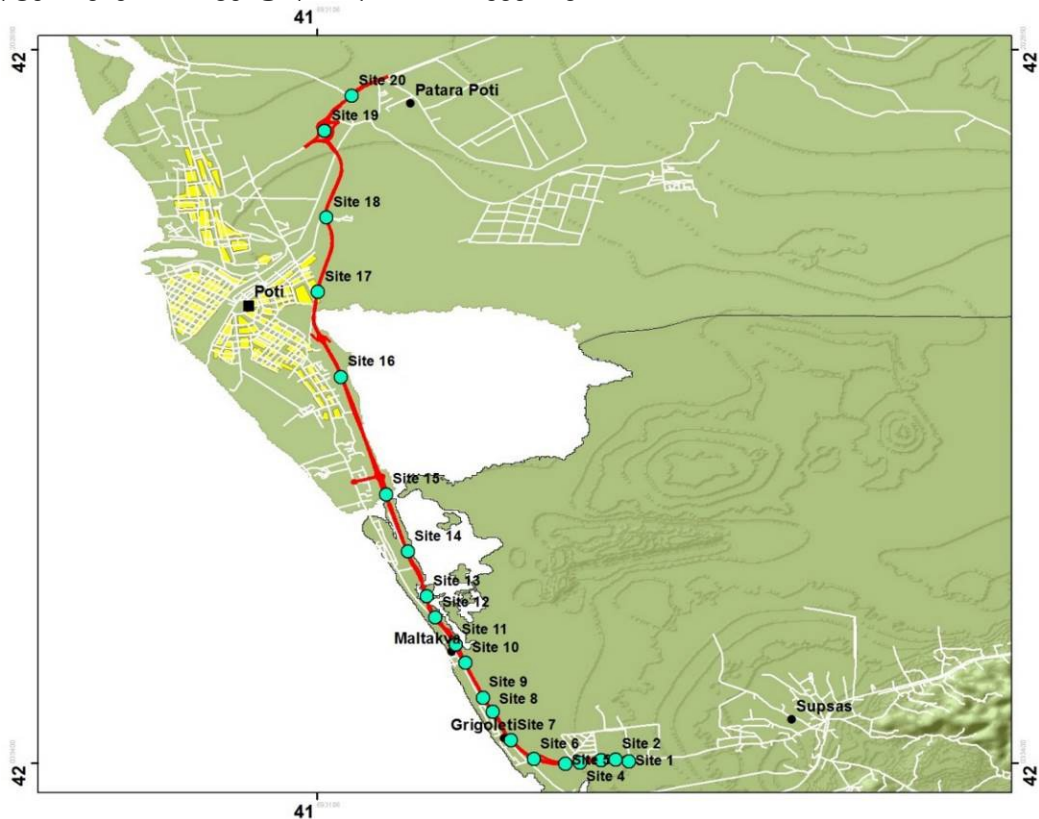 41
42
42
Site 20
Patara Poti
Site 19
Site 18
Site 17
Poti
Site 16
Site 15
Site 14
Site 13
Site 12
Site 11
Maltakva
Site 10
Site 9
Site 8
Grigoleti
Site 7
Supsas
Site 6
Site 2
Site 5
Site 1
Site 4
42
42
41